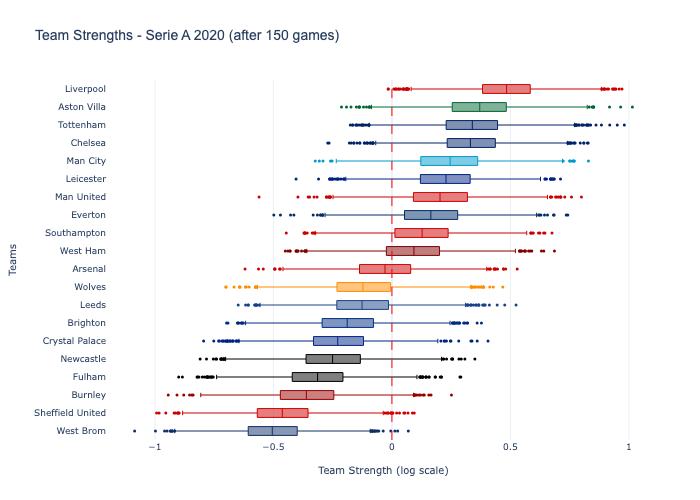 Team Strengths - Serie A 2020 (after 150 games)
Teams
Liverpool
Aston Villa
Tottenham
Chelsea
Man City
Leicester
Man United
Everton
Southampton
West Ham
Arsenal
Wolves
Leeds
Brighton
Crystal Palace
Newcastle
Fulham
Burnley
Sheffield United
West Brom
−1
−0.5
0
0.5
1
Team Strength (log scale)